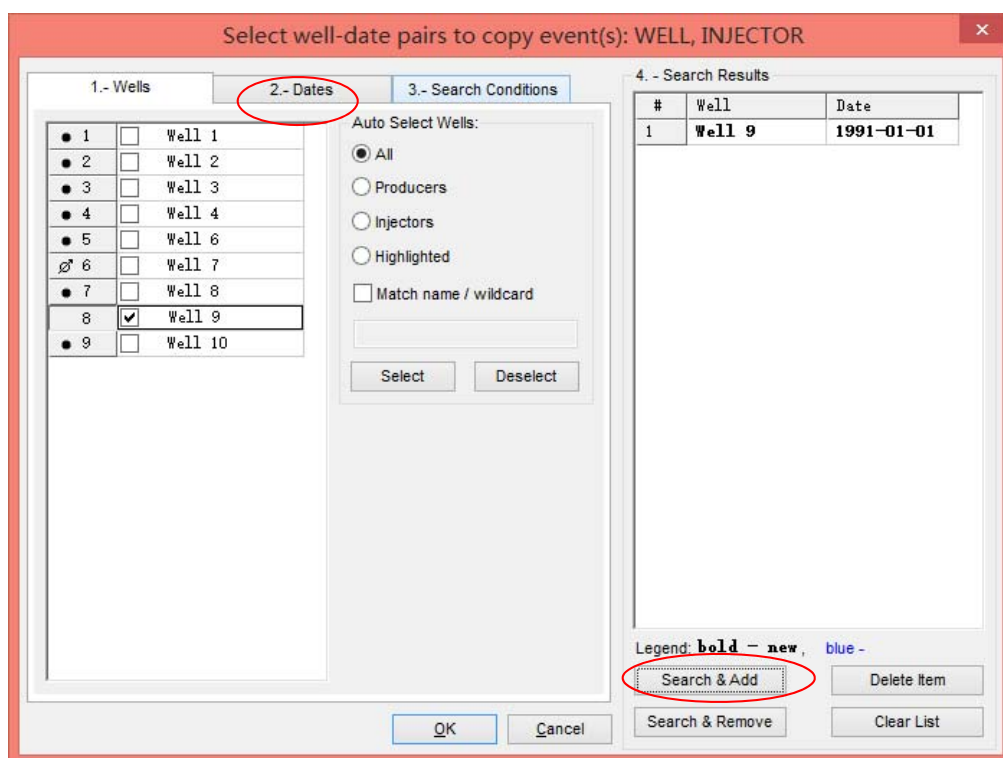 Select well-date pairs to copy event(s): WELL, INJECTOR
×
1.- Wells
2.- Dates
3.- Search Conditions
1 Well 1
2 Well 2
3 Well 3
4 Well 4
5 Well 6
6 Well 7
7 Well 8
8 Well 9
9 Well 10
Auto Select Wells:
All
Producers
Injectors
Highlighted
Match name / wildcard
Select Deselect
OK Cancel
4. - Search Results
# Well Date
1 Well 9 1991-01-01
Legend: bold - new, blue -
Search & Add Delete Item
Search & Remove Clear List